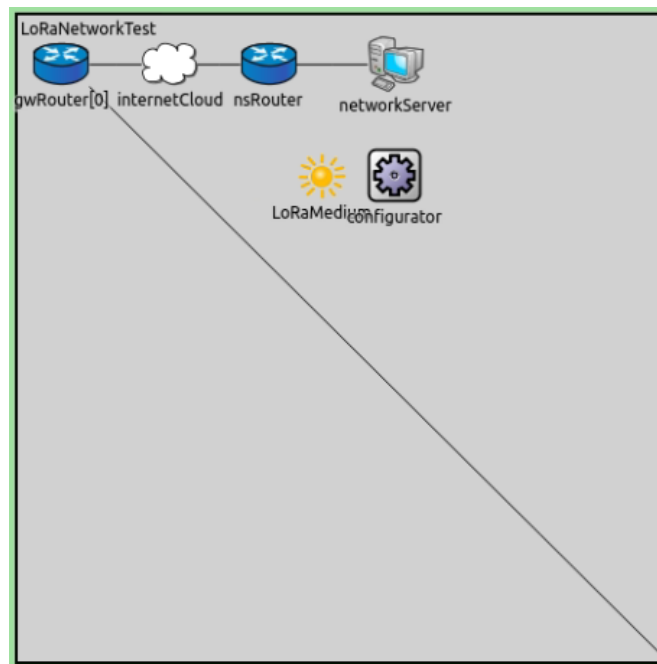 LoRaNetworkTest
gwRouter[0] internetCloud nsRouter networkServer
LoRaMedium configurator